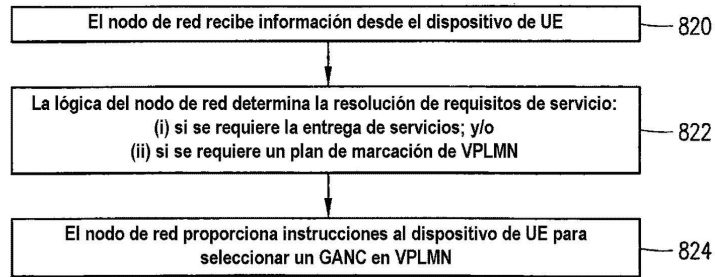 El nodo de red recibe información desde el dispositivo de UE
820
La lógica del nodo de red determina la resolución de requisitos de servicio:
(i) si se requiere la entrega de servicios; y/o
(ii) si se requiere un plan de marcación de VPLMN
822
El nodo de red proporciona instrucciones al dispositivo de UE para
seleccionar un GANC en VPLMN
824